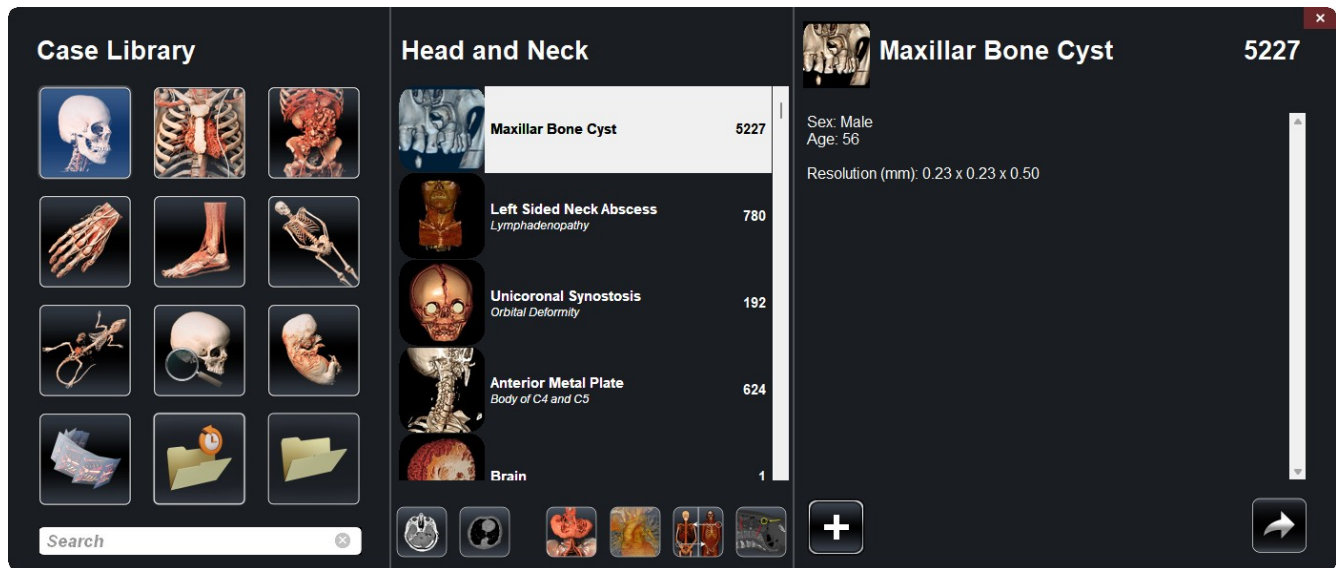 Case Library
Search
Head and Neck
Maxillar Bone Cyst 5227
Left Sided Neck Abscess 780
Lymphadenopathy
Unicoronal Synostosis 192
Orbital Deformity
Anterior Metal Plate 624
Body of C4 and C5
Brain 1
Maxillar Bone Cyst 5227
Sex: Male
Age: 56
Resolution (mm): 0.23 x 0.23 x 0.50